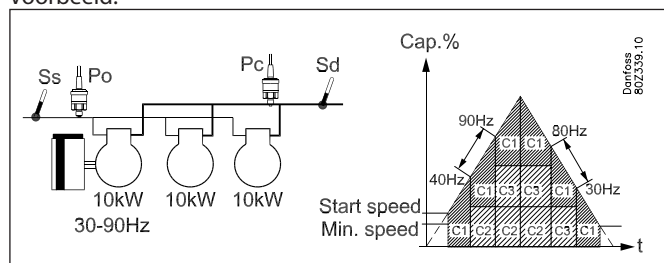 voorbeeld:
Ss Po Pc Sd
10kW 10kW 10kW
30-90Hz
Cap.%
90Hz 80Hz
40Hz 30Hz
C1 C1
C1 C3 C3 C1
C1 C2 C2 C2 C3 C1
Start speed
Min. speed
t
Danfoss
80Z339.10